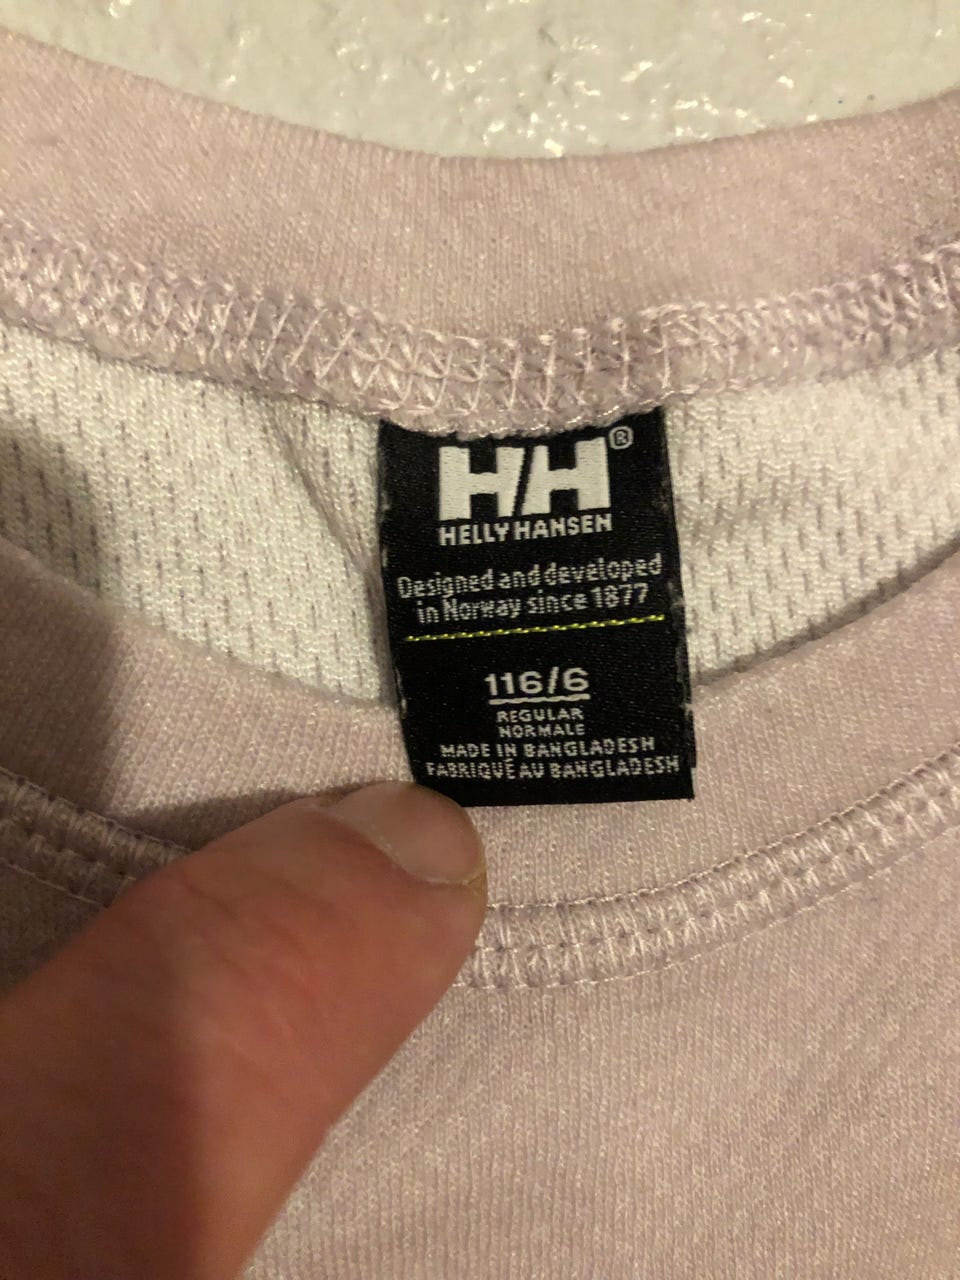 HH®
HELLY HANSEN
Designed and developed
in Norway since 1877
116/6
REGULAR
NORMALE
MADE IN BANGLADESH
FABRIQUÉ AU BANGLADESH